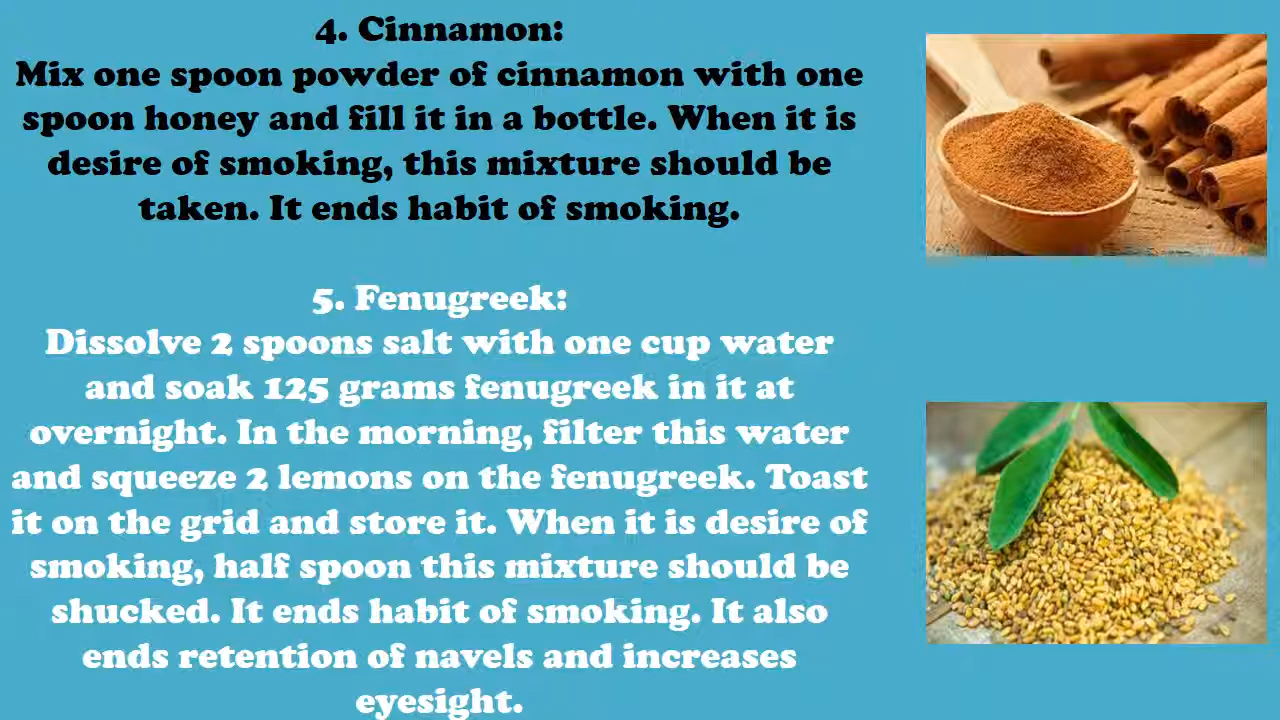 4. Cinnamon:
Mix one spoon powder of cinnamon with one
spoon honey and fill it in a bottle. When it is
desire of smoking, this mixture should be
taken. It ends habit of smoking.
5. Fenugreek:
Dissolve 2 spoons salt with one cup water
and soak 125 grams fenugreek in it at
overnight. In the morning, filter this water
and squeeze 2 lemons on the fenugreek. Toast
it on the grid and store it. When it is desire of
smoking, half spoon this mixture should be
shucked. It ends habit of smoking. It also
ends retention of navels and increases
eyesight.